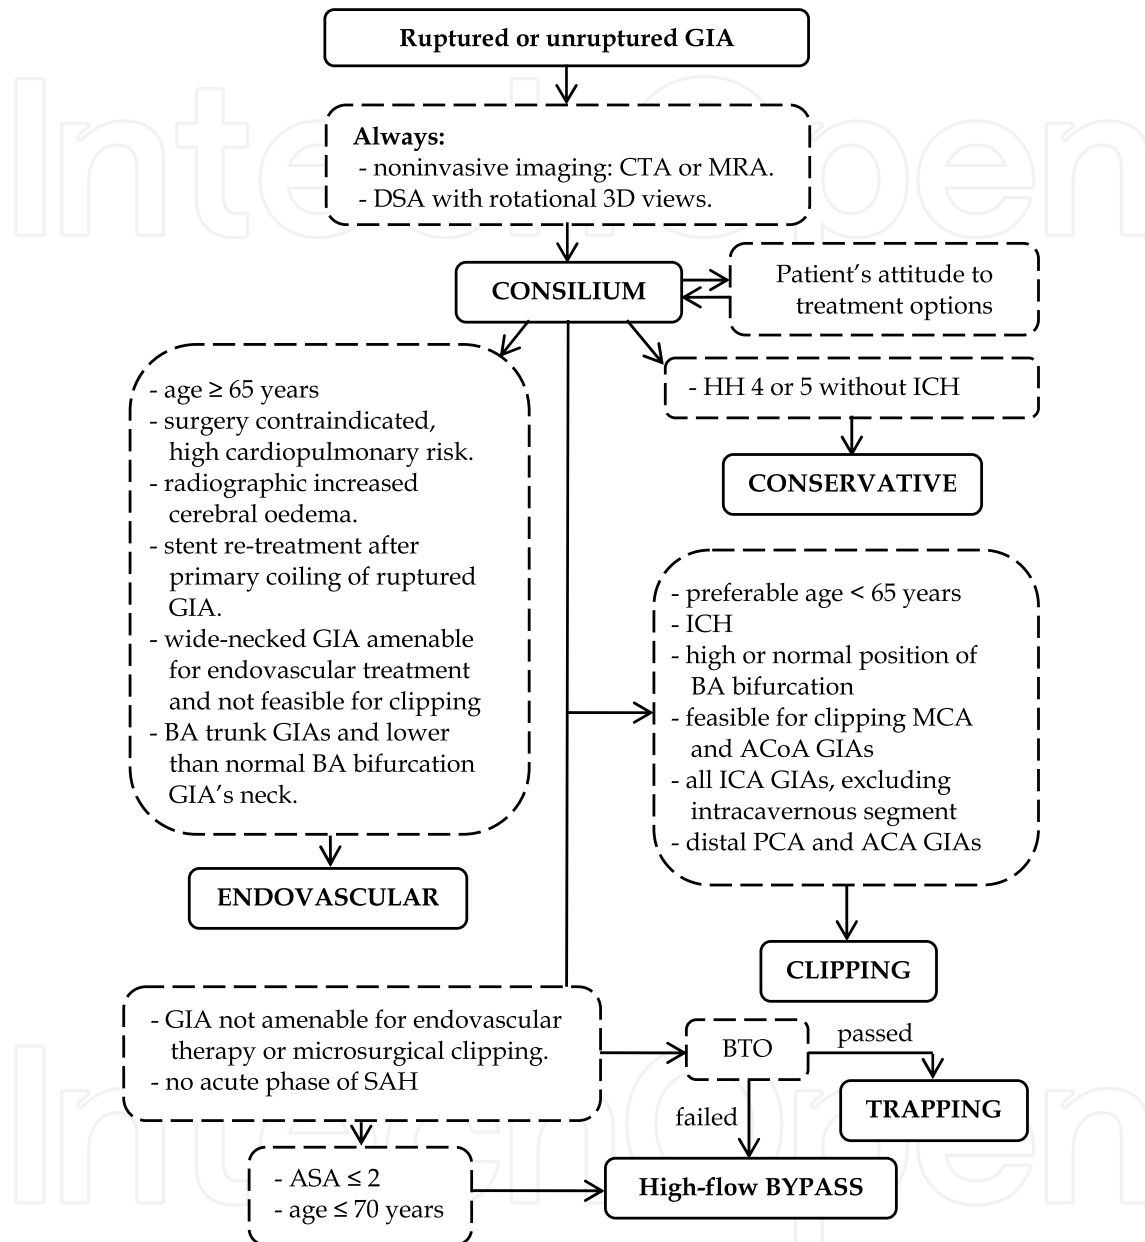 Ruptured or unruptured GIA
Always:
- noninvasive imaging: CTA or MRA.
- DSA with rotational 3D views.
CONSILIUM
Patient’s attitude to
treatment options
- age ≥ 65 years
- surgery contraindicated,
high cardiopulmonary risk.
- radiographic increased
cerebral oedema.
- stent re-treatment after
primary coiling of ruptured
GIA.
- wide-necked GIA amenable
for endovascular treatment
and not feasible for clipping
- BA trunk GIAs and lower
than normal BA bifurcation
GIA’s neck.
ENDOVASCULAR
- HH 4 or 5 without ICH
CONSERVATIVE
- preferable age < 65 years
- ICH
- high or normal position of
BA bifurcation
- feasible for clipping MCA
and ACoA GIAs
- all ICA GIAs, excluding
intracavernous segment
- distal PCA and ACA GIAs
CLIPPING
- GIA not amenable for endovascular
therapy or microsurgical clipping.
- no acute phase of SAH
BTO
passed
TRAPPING
failed
- ASA ≤ 2
- age ≤ 70 years
High-flow BYPASS
InterchOpen
InterchOpen